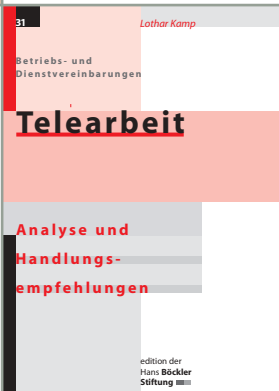 31
Lothar Kamp
Betriebs- und
Dienstvereinbarungen
Telearbeit
Analyse und
Handlungs-
empfehlungen
edition der
Hans Böckler
Stiftung